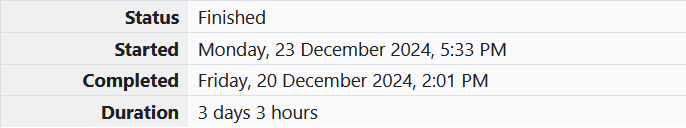 Status Finished
Started Monday, 23 December 2024, 5:33 PM
Completed Friday, 20 December 2024, 2:01 PM
Duration 3 days 3 hours